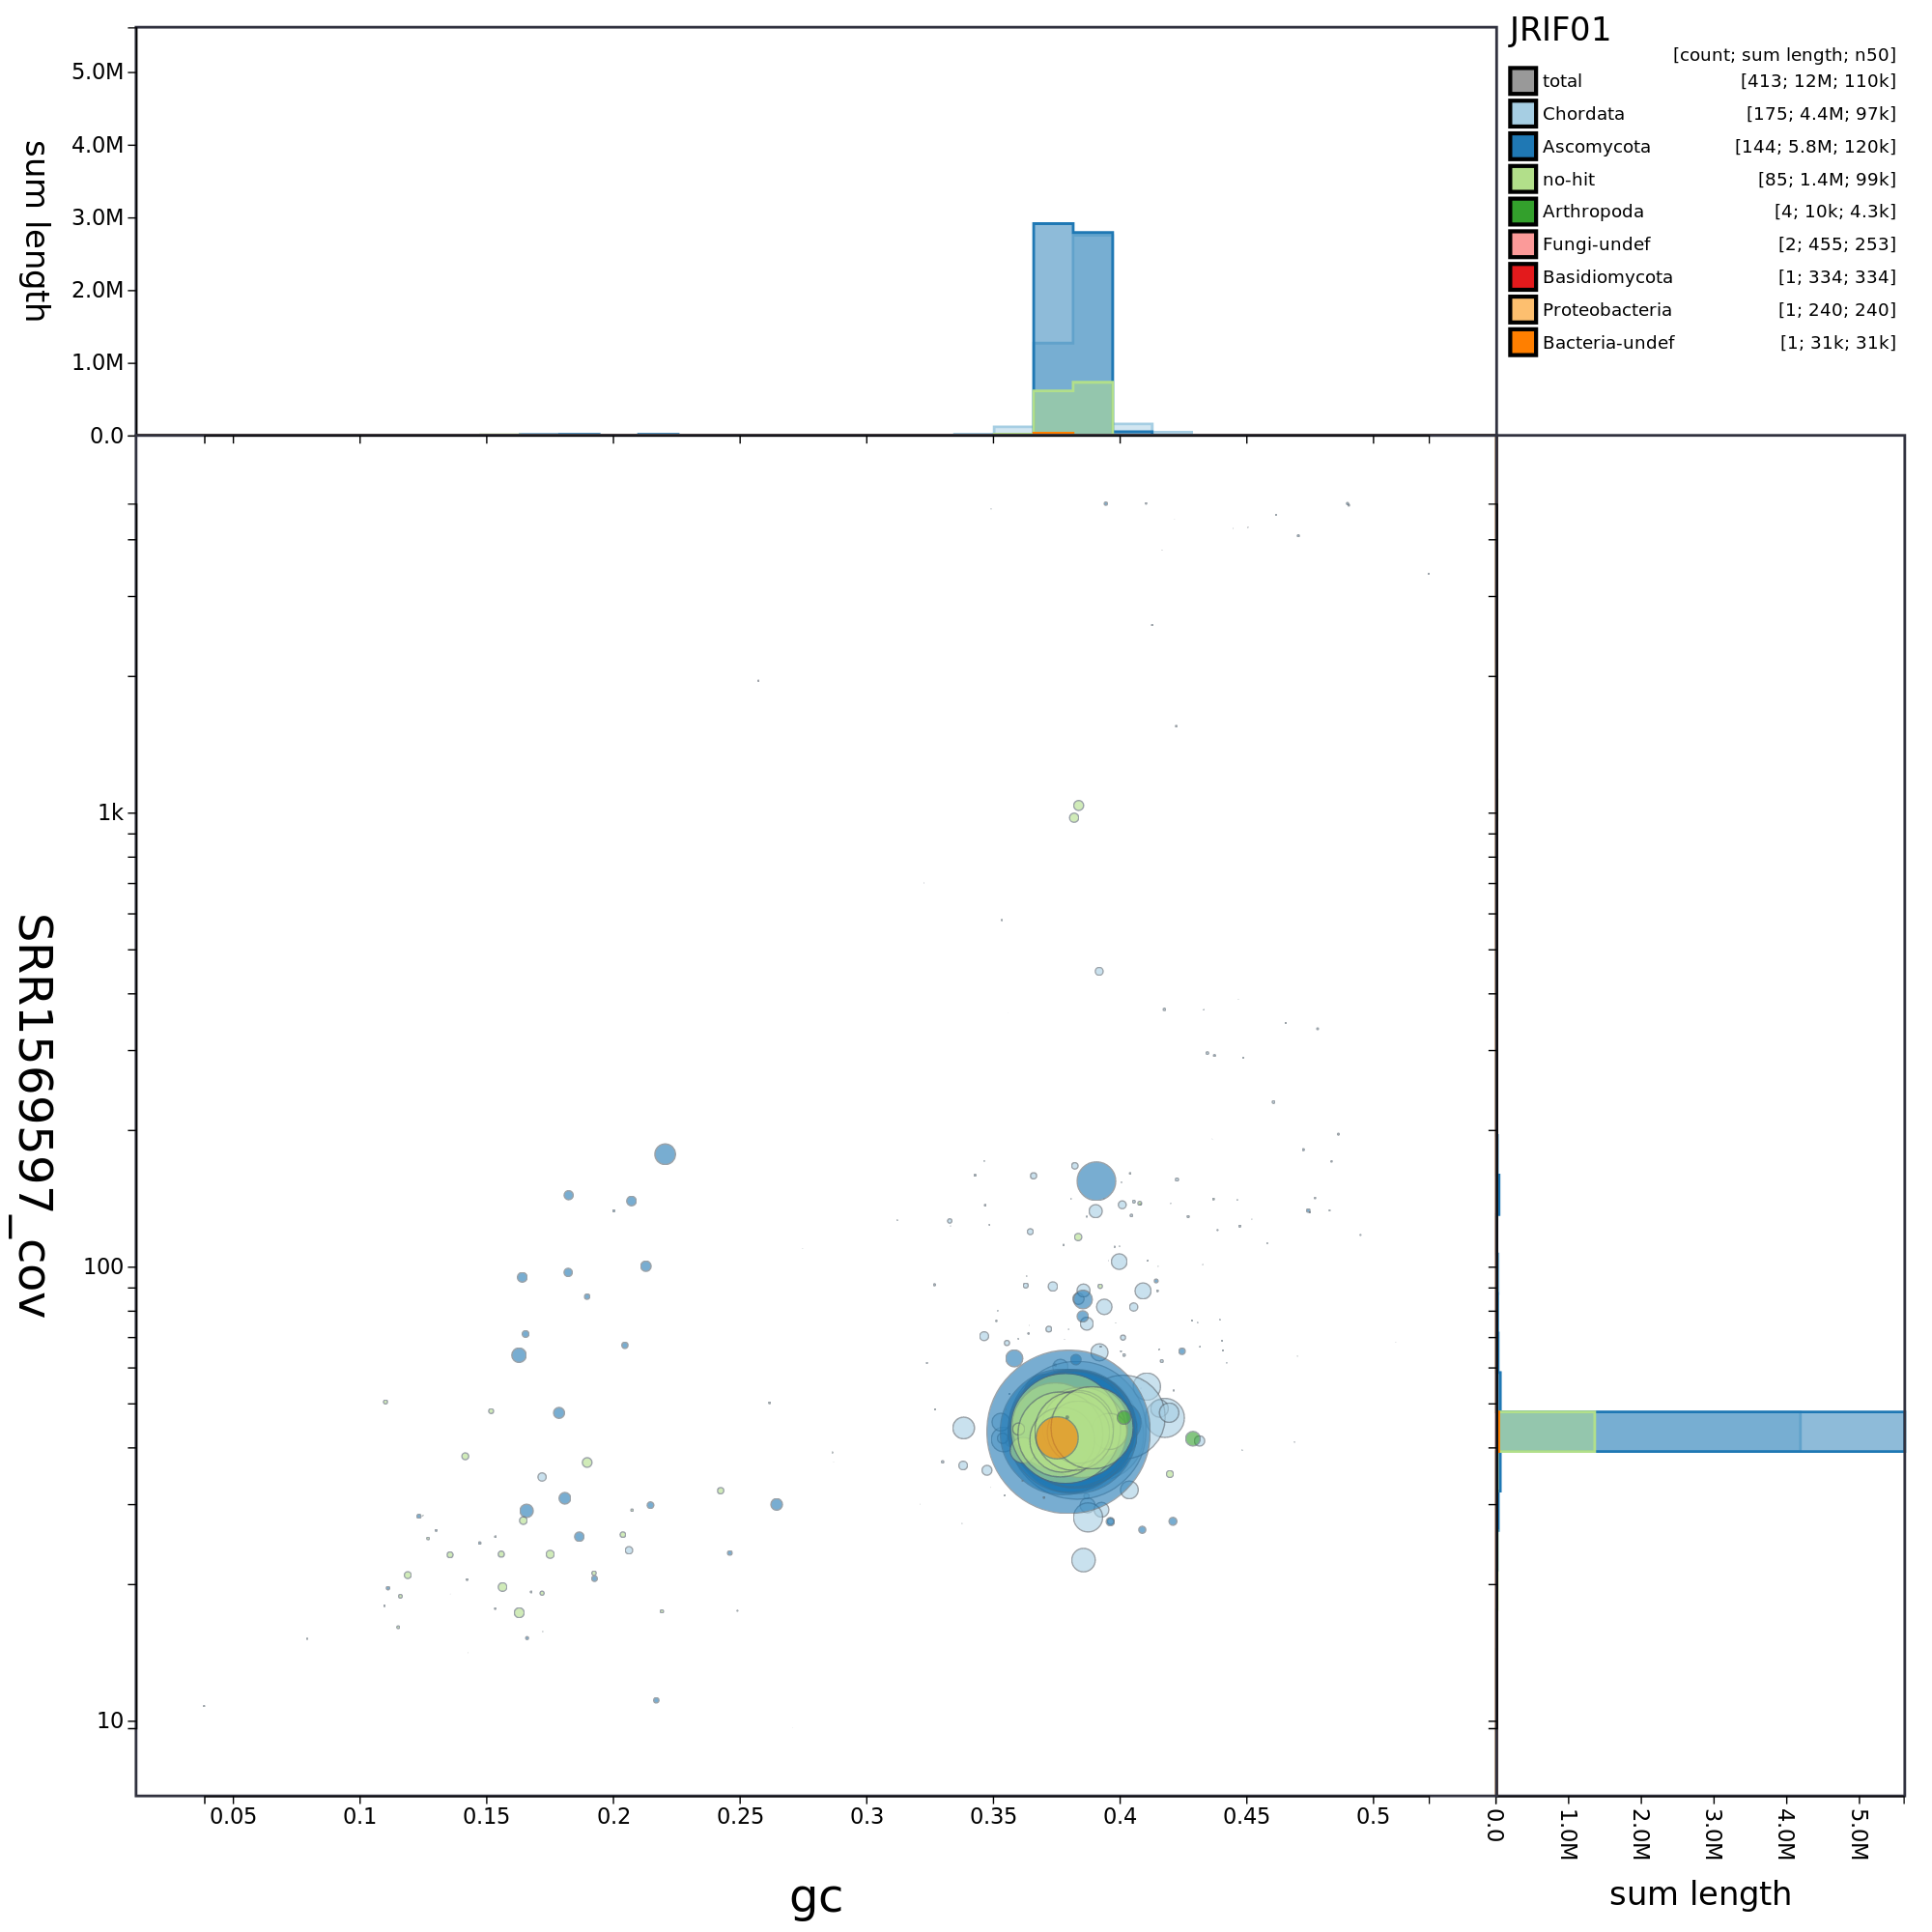 JRIF01
[count; sum length; n50]
total [413; 12M; 110k]
Chordata [175; 4.4M; 97k]
Ascomycota [144; 5.8M; 120k]
no-hit [85; 1.4M; 99k]
Arthropoda [4; 10k; 4.3k]
Fungi-undef [2; 455; 253]
Basidiomycota [1; 334; 334]
Proteobacteria [1; 240; 240]
Bacteria-undef [1; 31k; 31k]
sum length
5.0M
4.0M
3.0M
2.0M
1.0M
0.0
SRR1569597_cov
1k
100
10
0.05 0.1 0.15 0.2 0.25 0.3 0.35 0.4 0.45 0.5
gc
0.0 1.0M 2.0M 3.0M 4.0M 5.0M
sum length